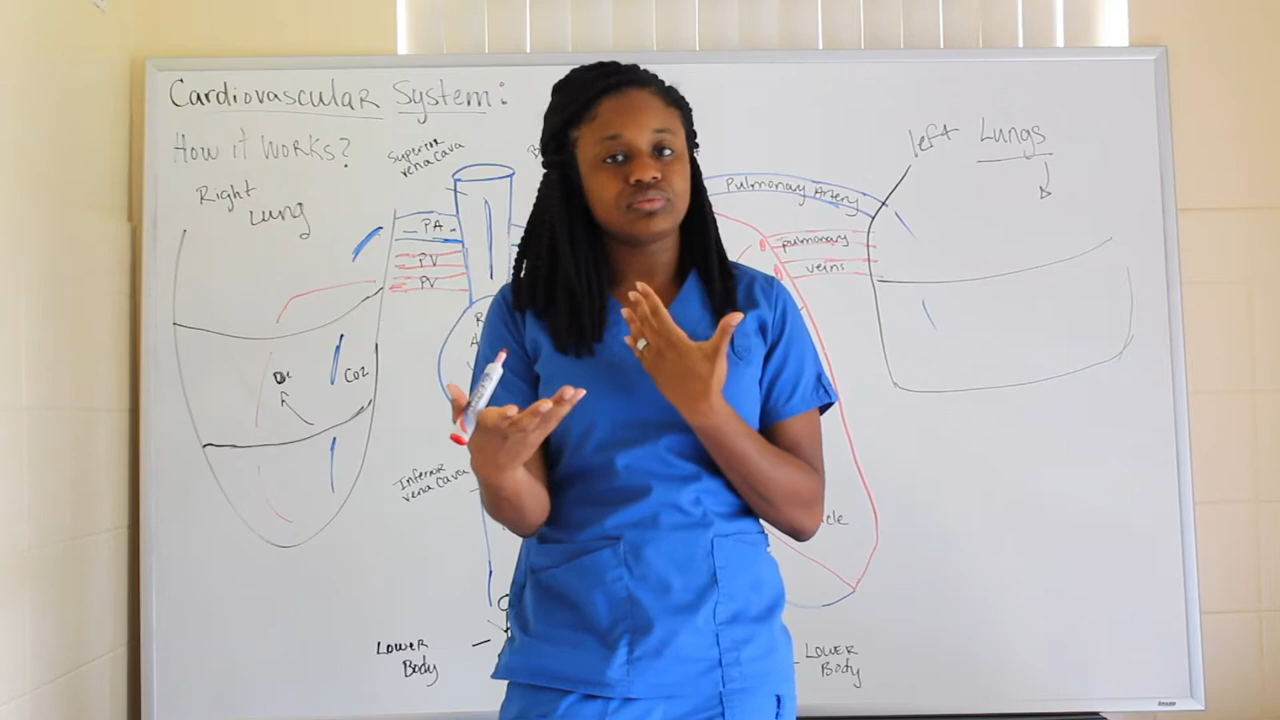 Cardiovascular System:
How it works?
Right
Lung
Superior
vena cava
PA
PV
PV
Pulmonary Artery
pulmonary
veins
left Lungs
CO2
Inferior
vena cava
cle
Lower
Body
Lower
Body